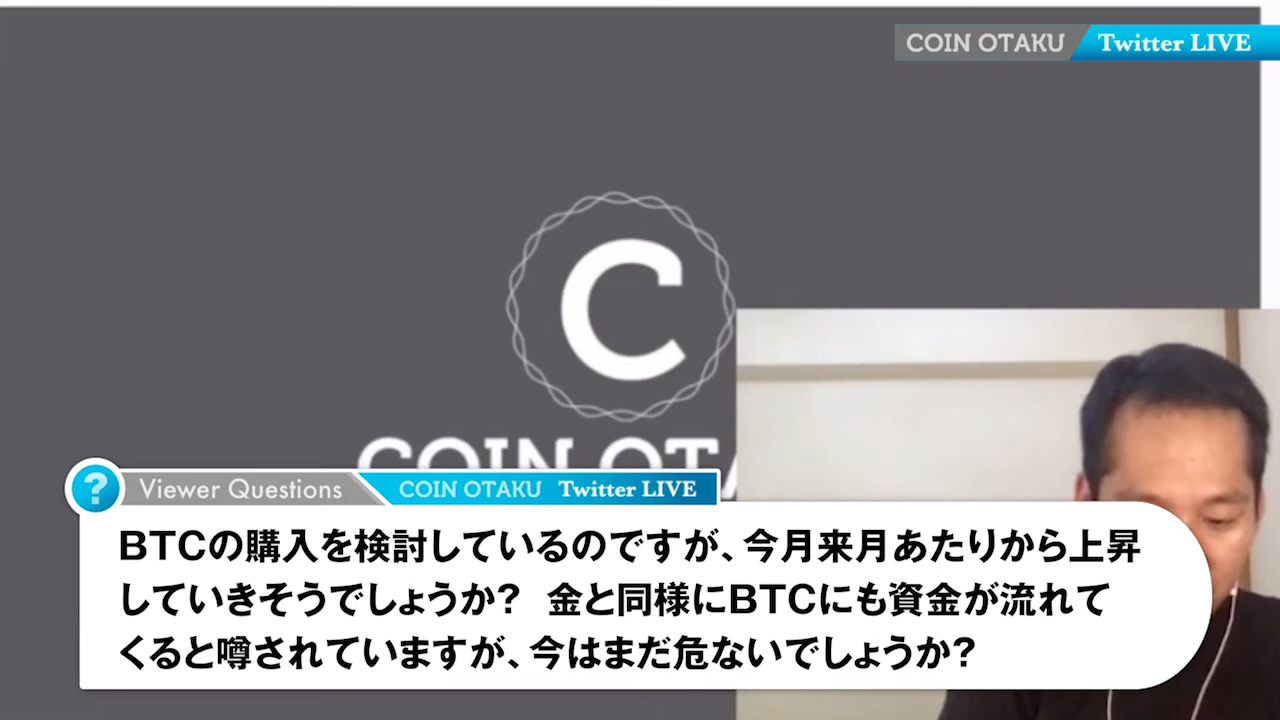 COIN OTAKU
Twitter LIVE
C
COIN OTA
Viewer Questions
COIN OTAKU Twitter LIVE
BTCの購入を検討しているのですが、今月来月あたりから上昇
していきそうでしょうか? 金と同様にBTCにも資金が流れて
くると噂されていますが、今はまだ危ないでしょうか?